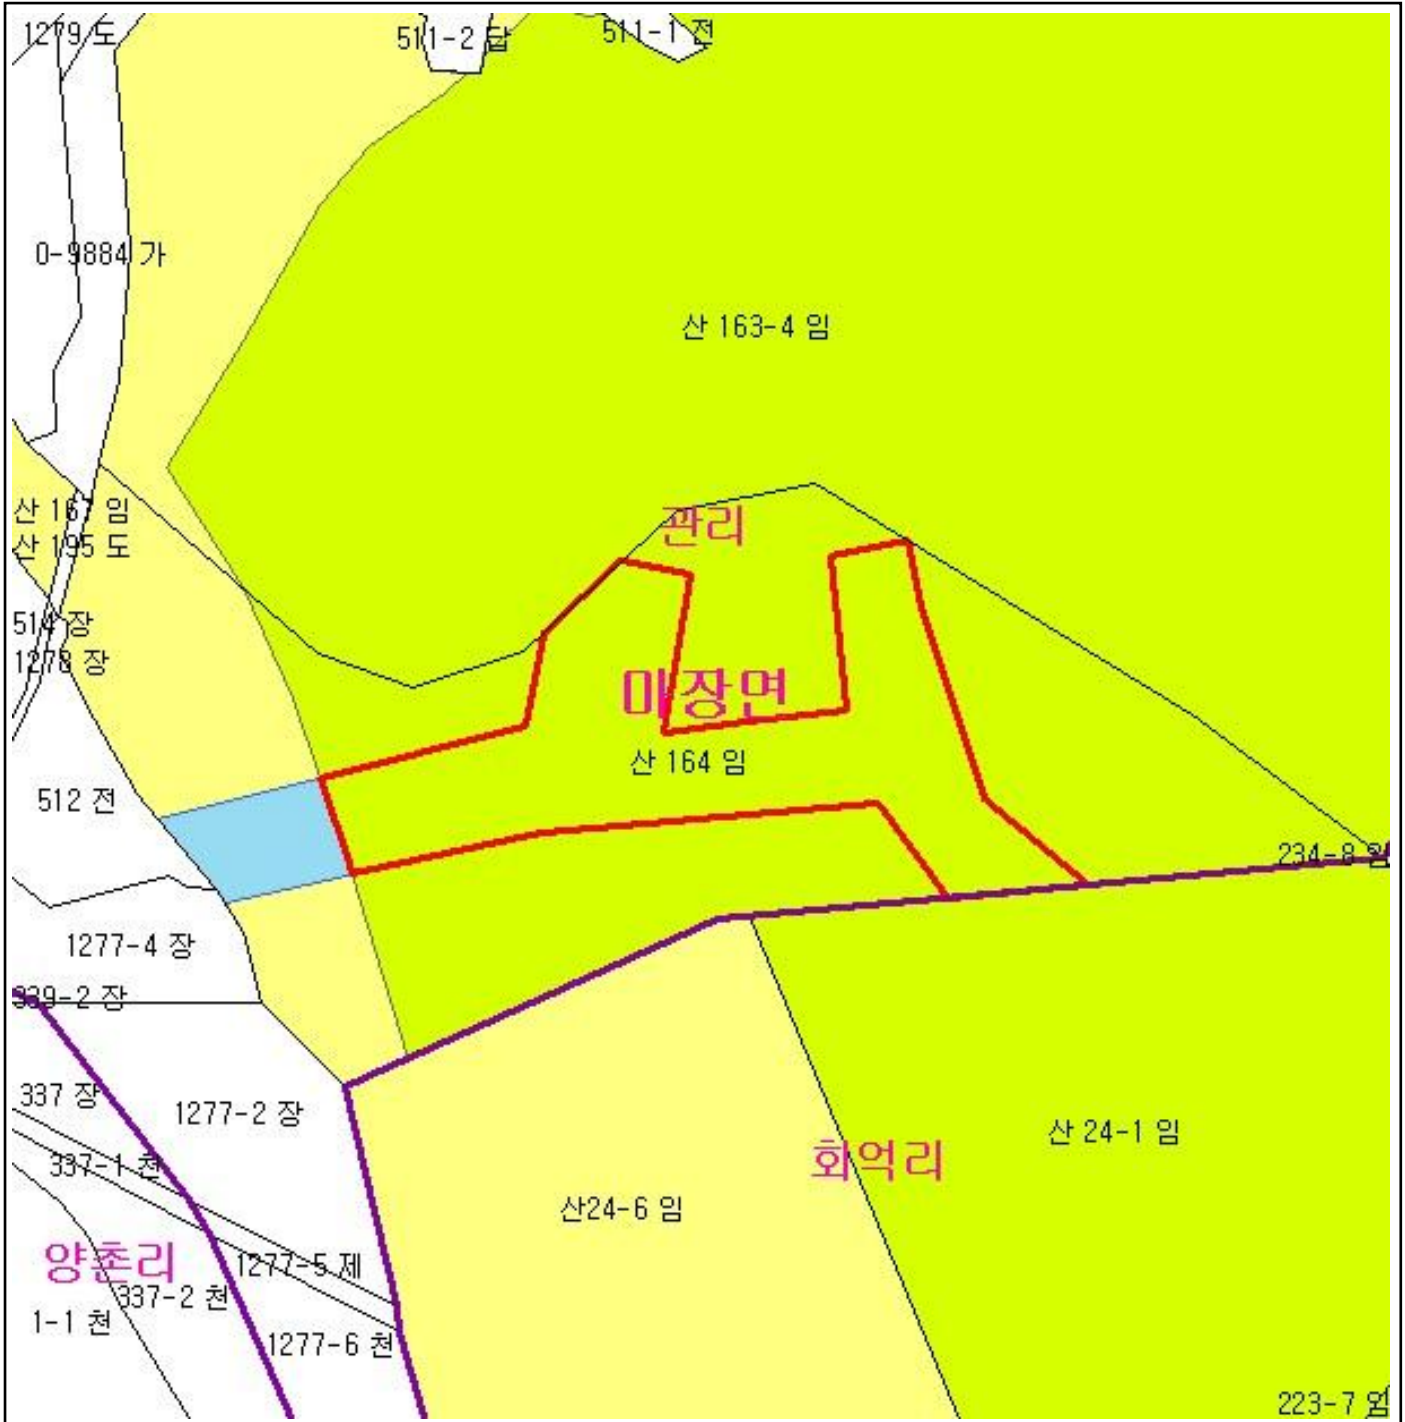 1279 도
511-2 답
511-1 전
0-9884 가
산 163-4 임
산 167 임
관리
산 195 도
514 장
1278 장
마장면
산 164 임
512 전
234-8 임
1277-4 장
339-2 장
337 장
1277-2 장
산 24-1 임
337-1 천
회억리
산24-6 임
양촌리
1277-5 제
337-2 천
1-1 천
1277-6 천
223-7 임